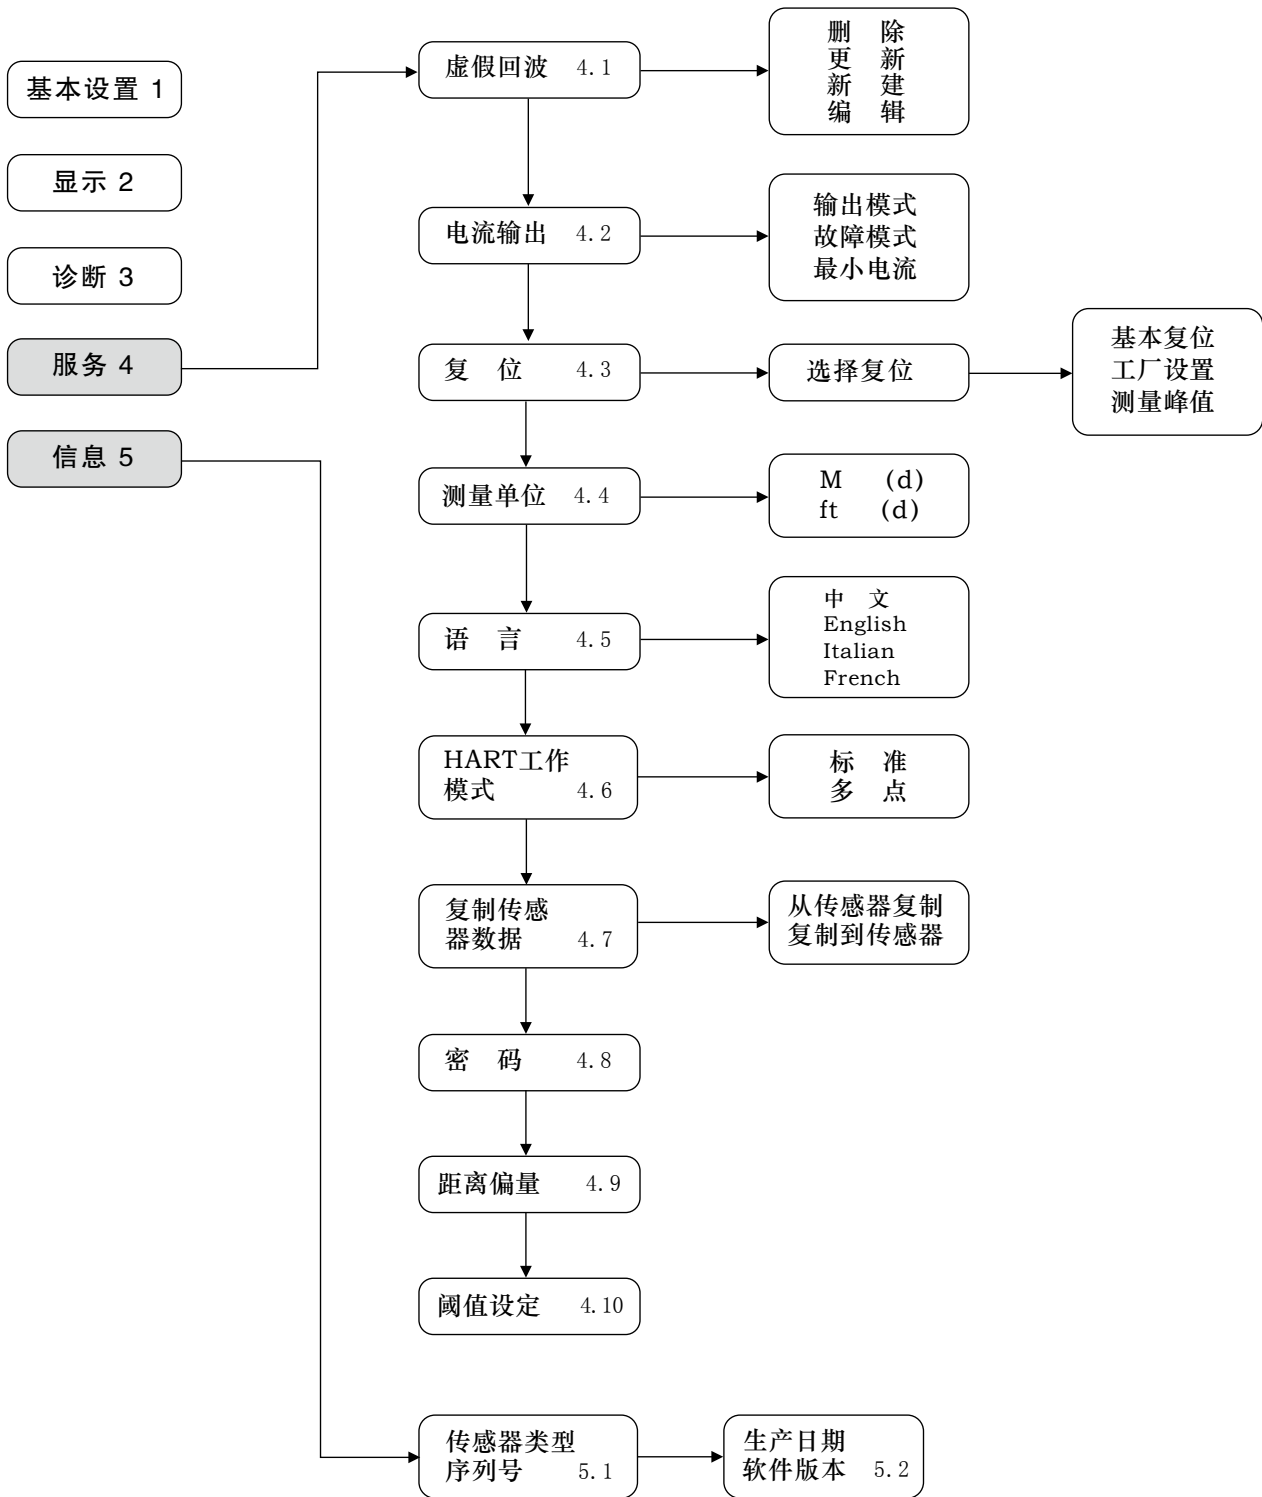 基本设置 1
显示 2
诊断 3
服务 4
信息 5
虚假回波 4.1
删 除
更 新
新 建
编 辑
电流输出 4.2
输出模式
故障模式
最小电流
复 位 4.3
选择复位
基本复位
工厂设置
测量峰值
测量单位 4.4
M (d)
ft (d)
语 言 4.5
中 文
English
Italian
French
HART工作
模式 4.6
标 准
多 点
复制传感
器数据 4.7
从传感器复制
复制到传感器
密 码 4.8
距离偏量 4.9
阈值设定 4.10
传感器类型
序列号 5.1
生产日期
软件版本 5.2